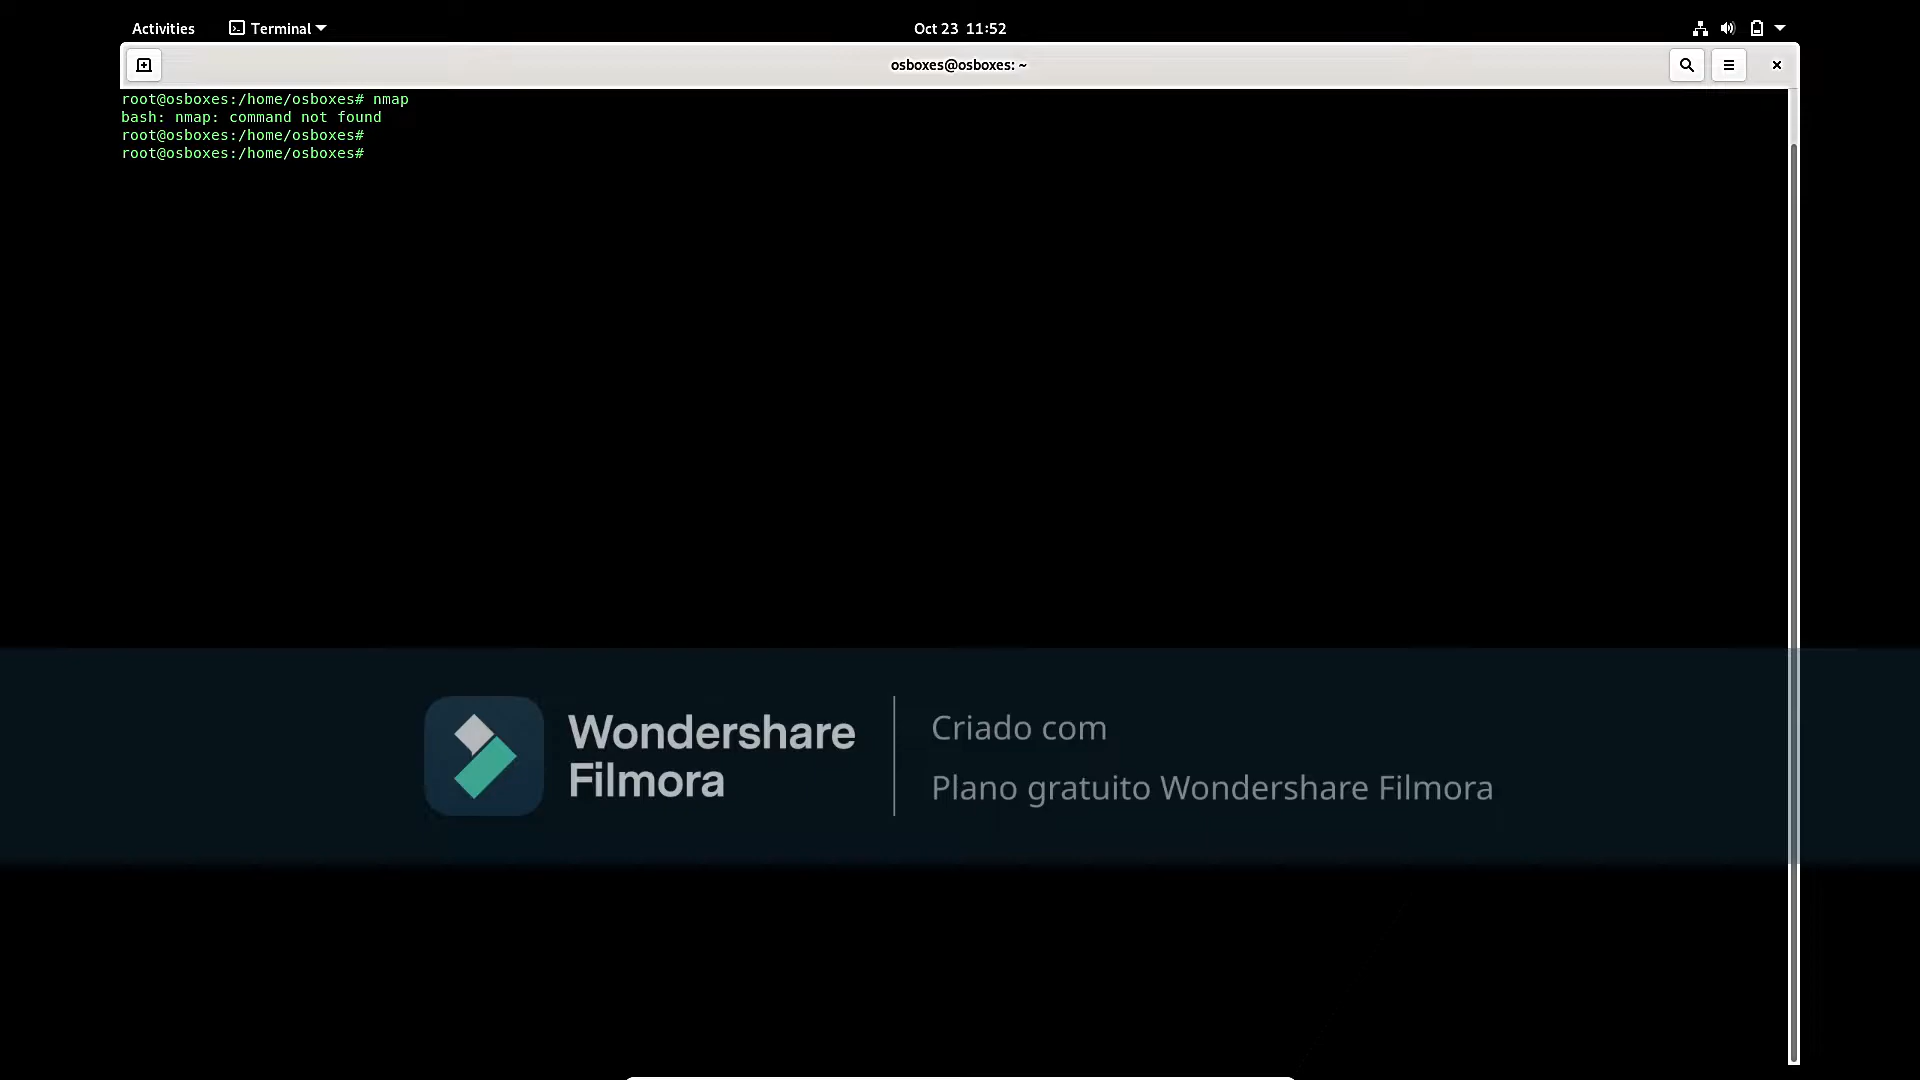 Activities Terminal Oct 23 11:52
osboxes@osboxes: ~
root@osboxes:/home/osboxes# nmap
bash: nmap: command not found
root@osboxes:/home/osboxes#
root@osboxes:/home/osboxes#
Wondershare
Filmora
Criado com
Plano gratuito Wondershare Filmora